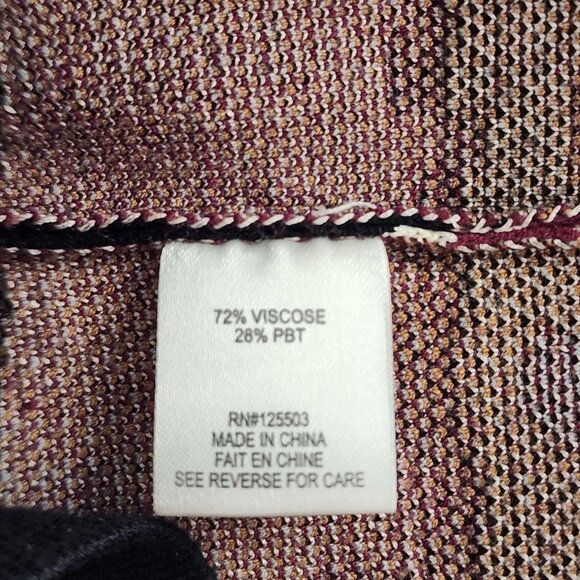 72% VISCOSE
28% PBT
RN#125503
MADE IN CHINA
FAIT EN CHINE
SEE REVERSE FOR CARE